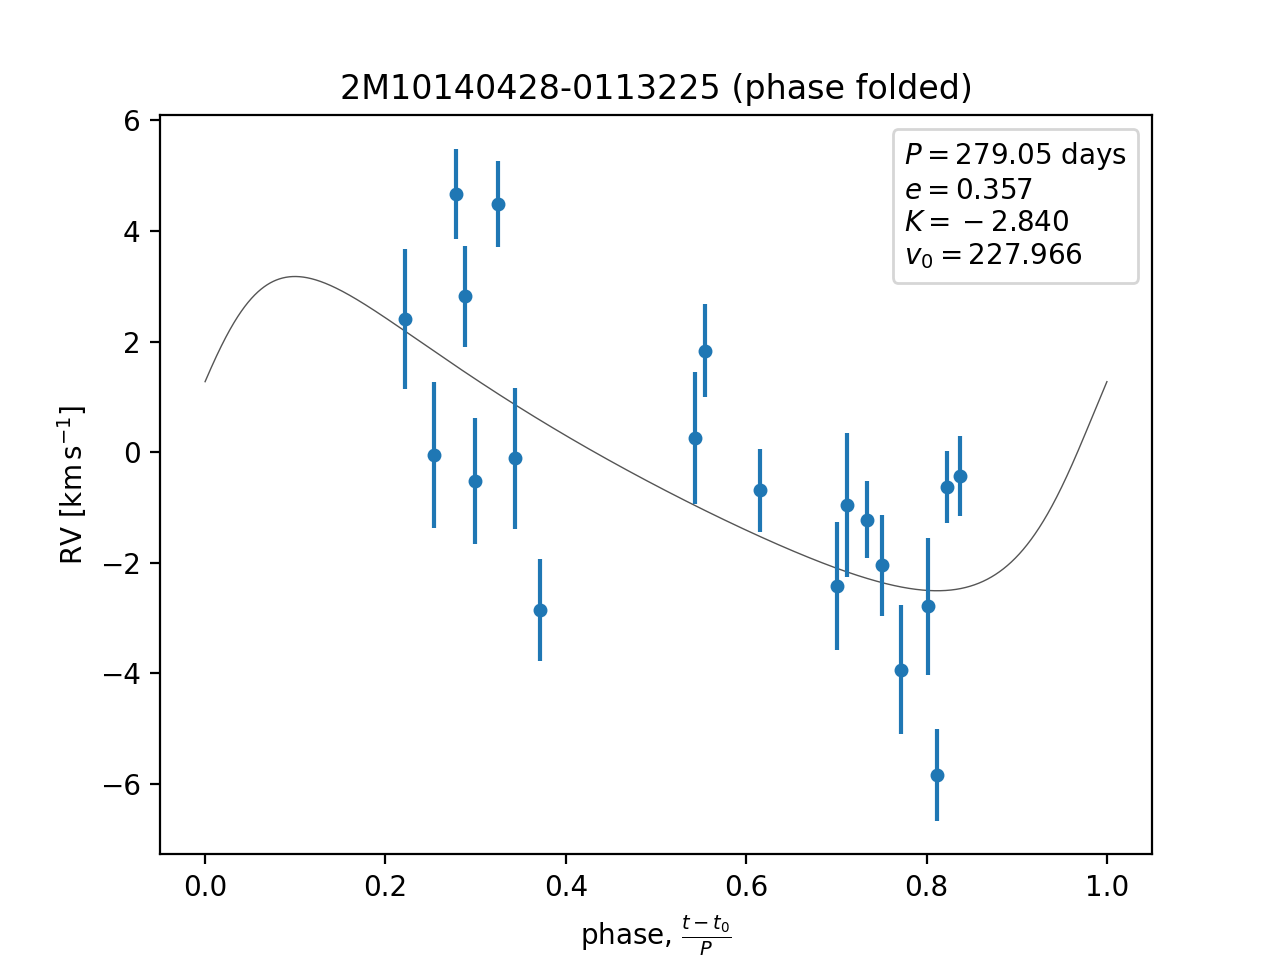 2M10140428-0113225 (phase folded)
P = 279.05 days
e = 0.357
K = −2.840
v₀ = 227.966
6
4
2
0
−2
−4
−6
RV [km s⁻¹]
0.0 0.2 0.4 0.6 0.8 1.0
phase, (t − t₀)/P